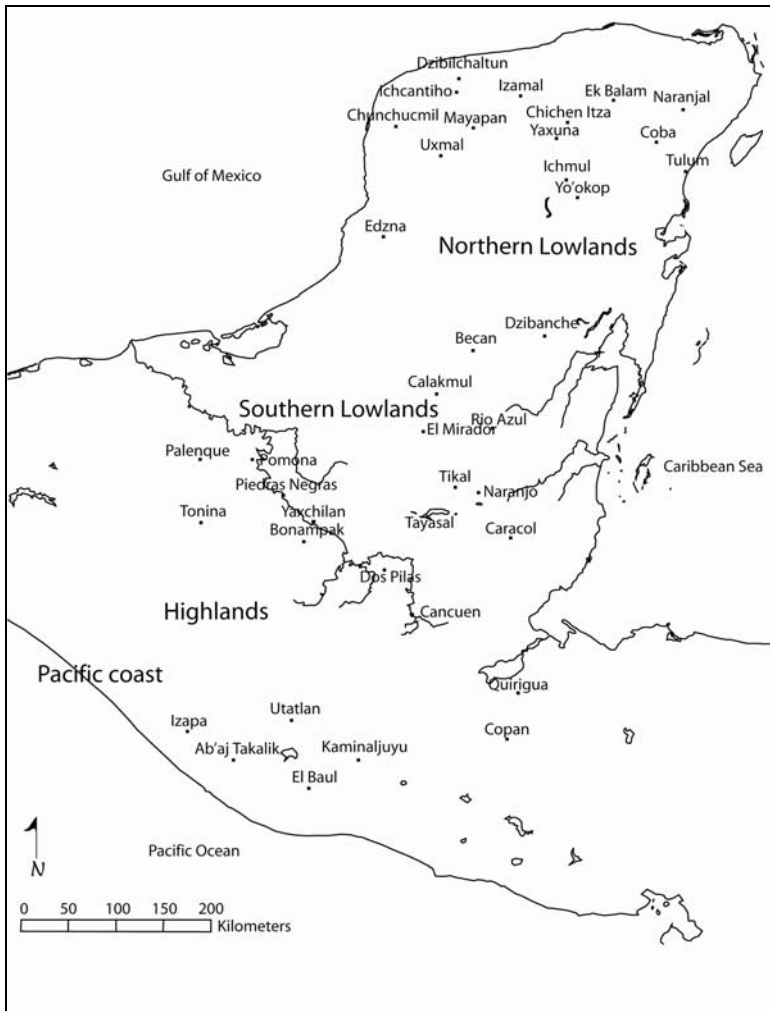 Dzibilchaltun
Ichcantiho
Izamal
Ek Balam
Naranjal
Chunchucmil
Mayapan
Chichen Itza
Yaxuna
Coba
Uxmal
Tulum
Ichmul
Gulf of Mexico
Yo'okop
Edzna
Northern Lowlands
Dzibanche
Becan
Calakmul
Southern Lowlands
Rio Azul
El Mirador
Palenque
Pomona
Caribbean Sea
Piedras Negras
Tikal
Naranjo
Tonina
Yaxchilan
Tayasal
Bonampak
Caracol
Dos Pilas
Highlands
Cancuen
Pacific coast
Quirigua
Utatlan
Izapa
Copan
Ab'aj Takalik
Kaminaljuyu
El Baul
Pacific Ocean
N
0 50 100 150 200
Kilometers